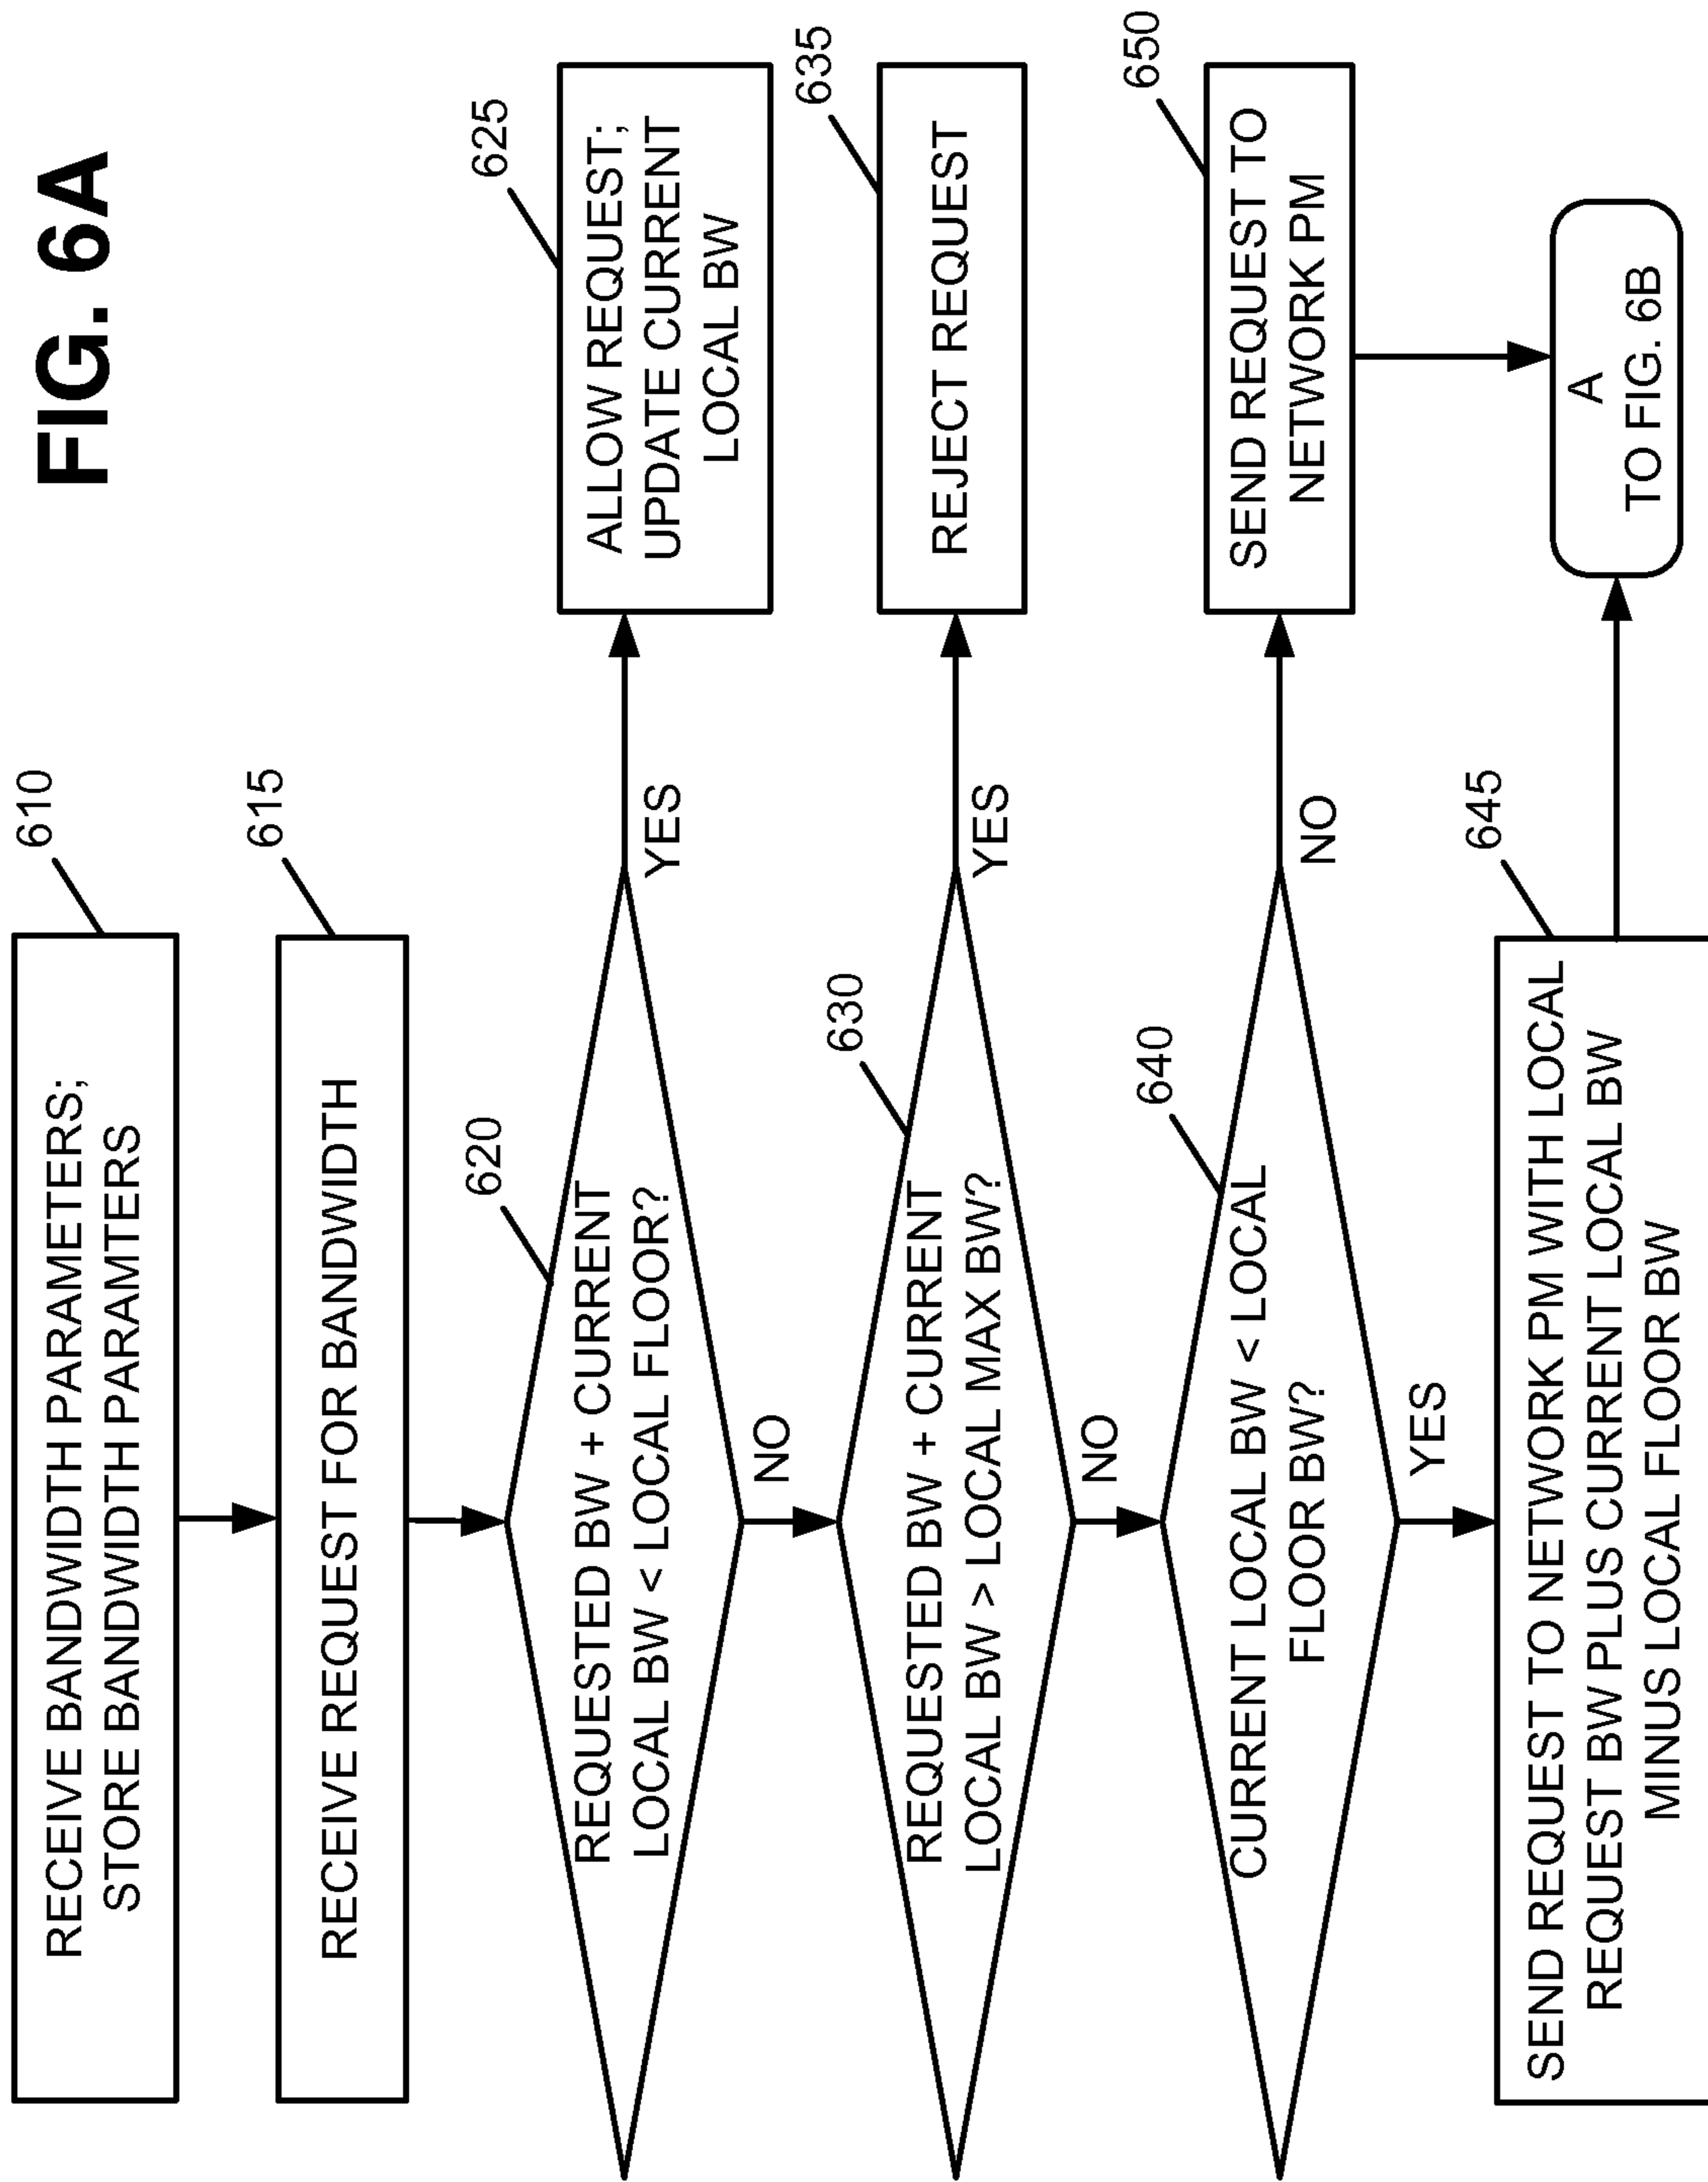 FIG. 6A
610
RECEIVE BANDWIDTH PARAMETERS;
STORE BANDWIDTH PARAMTERS
615
RECEIVE REQUEST FOR BANDWIDTH
620
REQUESTED BW + CURRENT
LOCAL BW < LOCAL FLOOR?
YES
NO
625
ALLOW REQUEST;
UPDATE CURRENT
LOCAL BW
630
REQUESTED BW + CURRENT
LOCAL BW > LOCAL MAX BW?
YES
NO
635
REJECT REQUEST
640
CURRENT LOCAL BW < LOCAL
FLOOR BW?
NO
YES
650
SEND REQUEST TO
NETWORK PM
645
SEND REQUEST TO NETWORK PM WITH LOCAL
REQUEST BW PLUS CURRENT LOCAL BW
MINUS LOCAL FLOOR BW
A
TO FIG. 6B